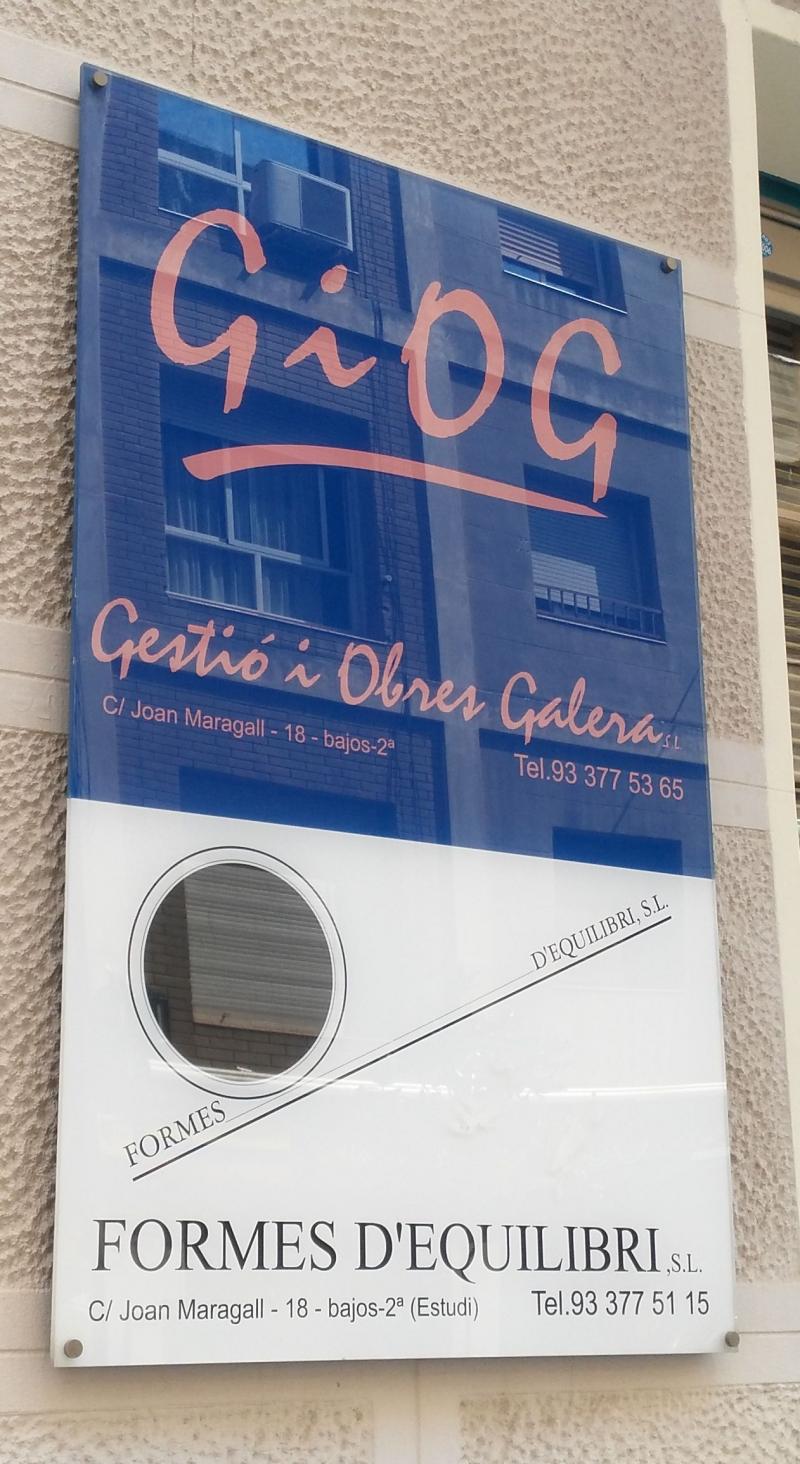 GiOG
Gestió i Obres Galera S.L.
C/ Joan Maragall - 18 - bajos-2ª
Tel.93 377 53 65
D'EQUILIBRI, S.L.
FORMES
FORMES D'EQUILIBRI ,S.L.
C/ Joan Maragall - 18 - bajos-2ª (Estudi)
Tel.93 377 51 15